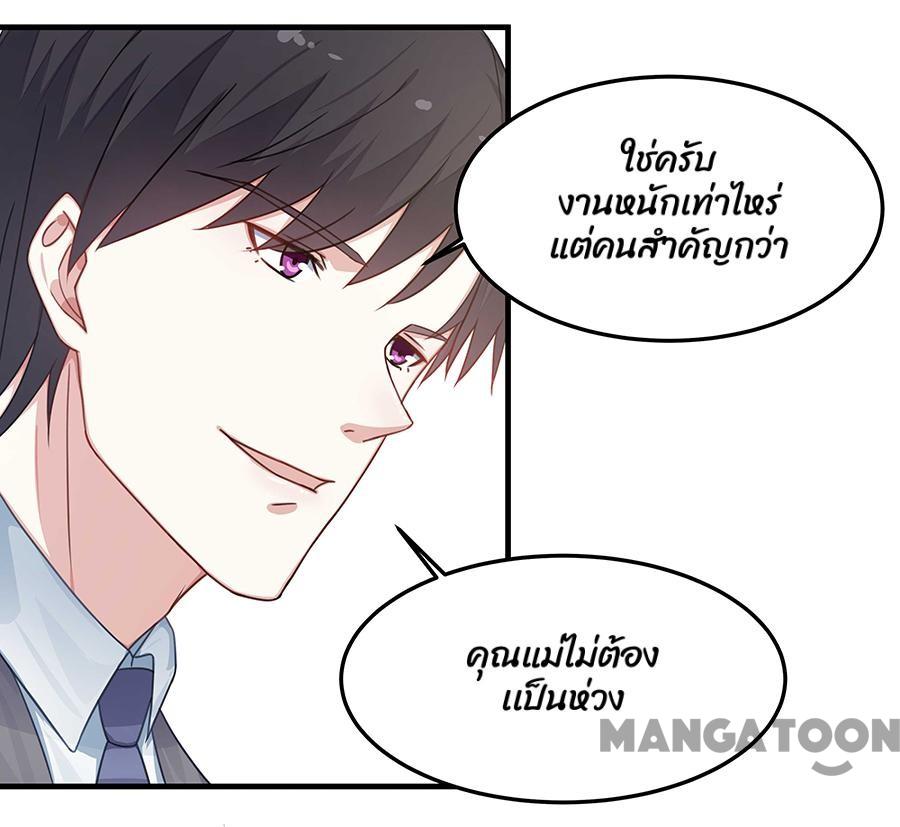 ใช่ครับ
งานหนักเท่าไหร่
แต่คนสำคัญกว่า
คุณแม่ไม่ต้อง
เเป็นห่วง
MANGATOON